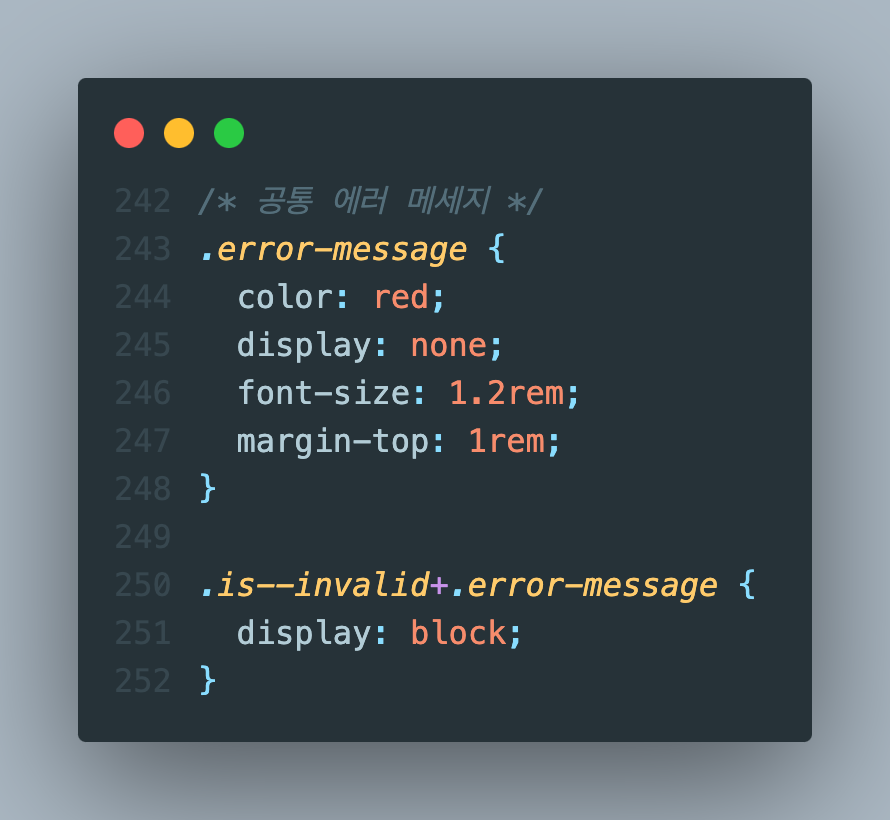 242 /* 공통 에러 메세지 */
243 .error-message {
244   color: red;
245   display: none;
246   font-size: 1.2rem;
247   margin-top: 1rem;
248 }
249
250 .is--invalid+.error-message {
251   display: block;
252 }